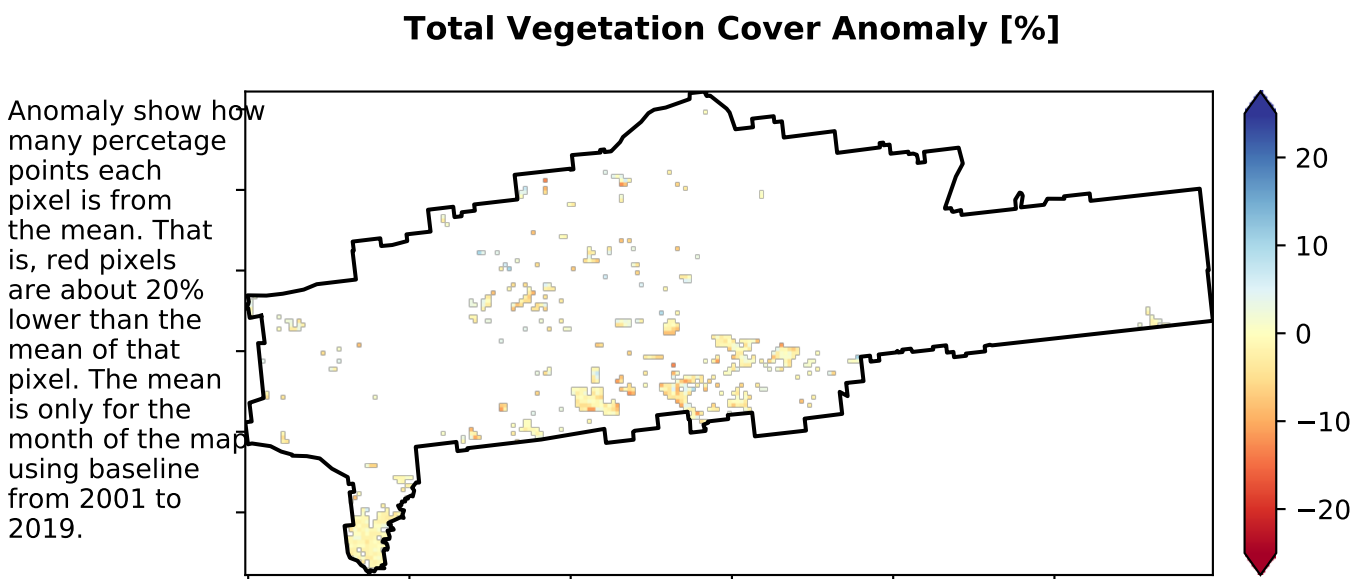 Total Vegetation Cover Anomaly [%]
Anomaly show how
many percetage
points each
pixel is from
the mean. That
is, red pixels
are about 20%
lower than the
mean of that
pixel. The mean
is only for the
month of the map
using baseline
from 2001 to
2019.
20
10
0
−10
−20